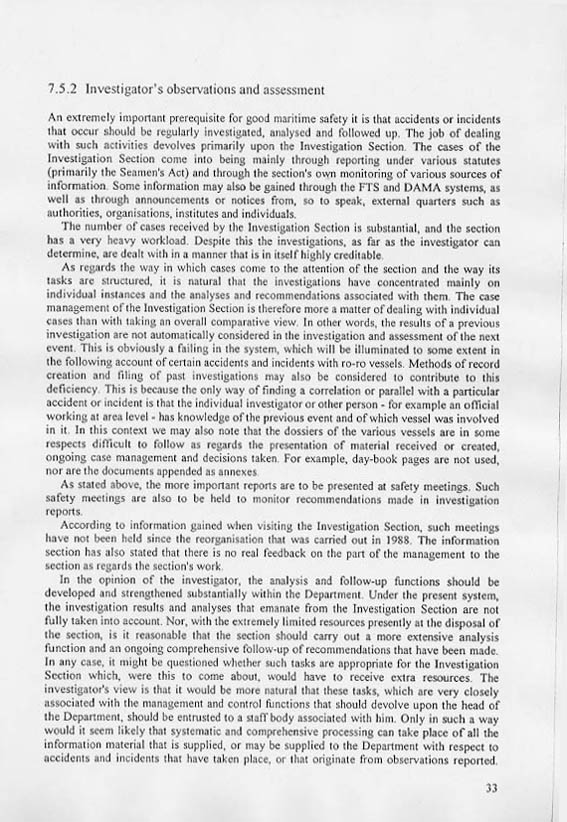 7.5.2 Investigator's observations and assessment
An extremely important prerequisite for good maritime safety it is that accidents or incidents
that occur should be regularly investigated, analysed and followed up. The job of dealing
with such activities devolves primarily upon the Investigation Section. The cases of the
Investigation Section come into being mainly through reporting under various statutes
(primarily the Seamen's Act) and through the section's own monitoring of various sources of
information. Some information may also be gained through the FTS and DAMA systems, as
well as through announcements or notices from, so to speak, external quarters such as
authorities, organisations, institutes and individuals.
The number of cases received by the Investigation Section is substantial, and the section
has a very heavy workload. Despite this the investigations, as far as the investigator can
determine, are dealt with in a manner that is in itself highly creditable.
As regards the way in which cases come to the attention of the section and the way its
tasks are structured, it is natural that the investigations have concentrated mainly on
individual instances and the analyses and recommendations associated with them. The case
management of the Investigation Section is therefore more a matter of dealing with individual
cases than with taking an overall comparative view. In other words, the results of a previous
investigation are not automatically considered in the investigation and assessment of the next
event. This is obviously a failing in the system, which will be illuminated to some extent in
the following account of certain accidents and incidents with ro-ro vessels. Methods of record
creation and filing of past investigations may also be considered to contribute to this
deficiency. This is because the only way of finding a correlation or parallel with a particular
accident or incident is that the individual investigator or other person - for example an official
working at area level - has knowledge of the previous event and of which vessel was involved
in it. In this context we may also note that the dossiers of the various vessels are in some
respects difficult to follow as regards the presentation of material received or created,
ongoing case management and decisions taken. For example, day-book pages are not used,
nor are the documents appended as annexes.
As stated above, the more important reports are to be presented at safety meetings. Such
safety meetings are also to be held to monitor recommendations made in investigation
reports.
According to information gained when visiting the Investigation Section, such meetings
have not been held since the reorganisation that was carried out in 1988. The information
section has also stated that there is no real feedback on the part of the management to the
section as regards the section's work.
In the opinion of the investigator, the analysis and follow-up functions should be
developed and strengthened substantially within the Department. Under the present system,
the investigation results and analyses that emanate from the Investigation Section are not
fully taken into account. Nor, with the extremely limited resources presently at the disposal of
the section, is it reasonable that the section should carry out a more extensive analysis
function and an ongoing comprehensive follow-up of recommendations that have been made.
In any case, it might be questioned whether such tasks are appropriate for the Investigation
Section which, were this to come about, would have to receive extra resources. The
investigator's view is that it would be more natural that these tasks, which are very closely
associated with the management and control functions that should devolve upon the head of
the Department, should be entrusted to a staff body associated with him. Only in such a way
would it seem likely that systematic and comprehensive processing can take place of all the
information material that is supplied, or may be supplied to the Department with respect to
accidents and incidents that have taken place, or that originate from observations reported.
33